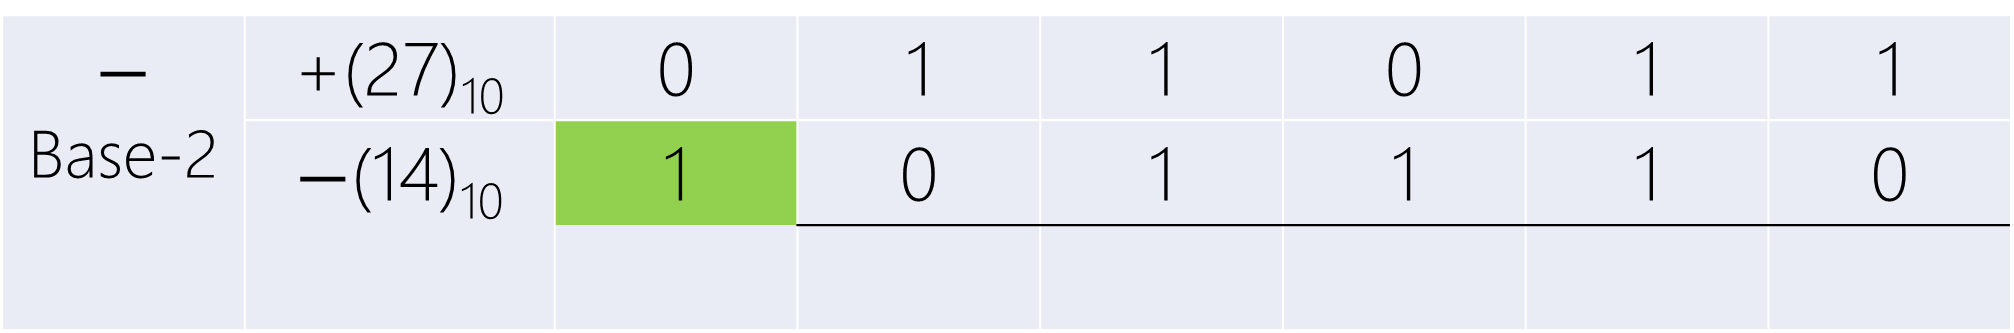 − +(27)₁₀ 0 1 1 0 1 1
Base-2 −(14)₁₀ 1 0 1 1 1 0